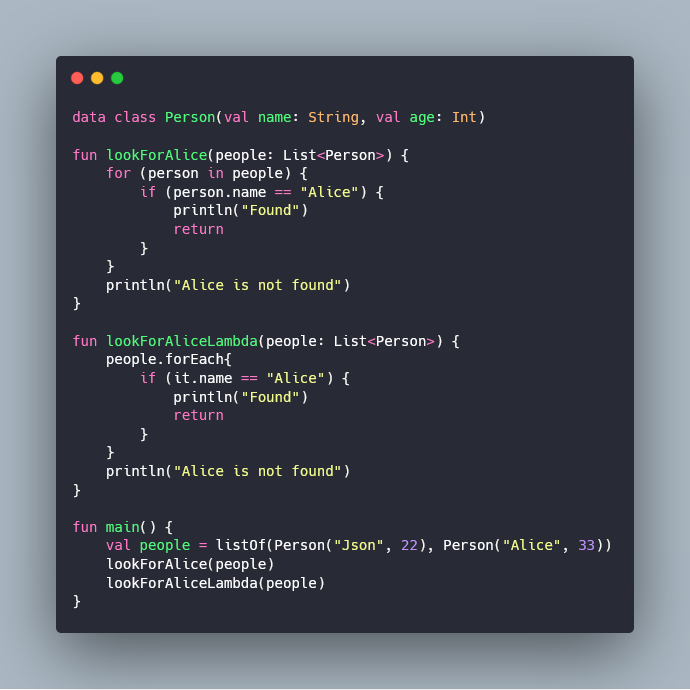 data class Person(val name: String, val age: Int)

fun lookForAlice(people: List<Person>) {
    for (person in people) {
        if (person.name == "Alice") {
            println("Found")
            return
        }
    }
    println("Alice is not found")
}

fun lookForAliceLambda(people: List<Person>) {
    people.forEach{
        if (it.name == "Alice") {
            println("Found")
            return
        }
    }
    println("Alice is not found")
}

fun main() {
    val people = listOf(Person("Json", 22), Person("Alice", 33))
    lookForAlice(people)
    lookForAliceLambda(people)
}